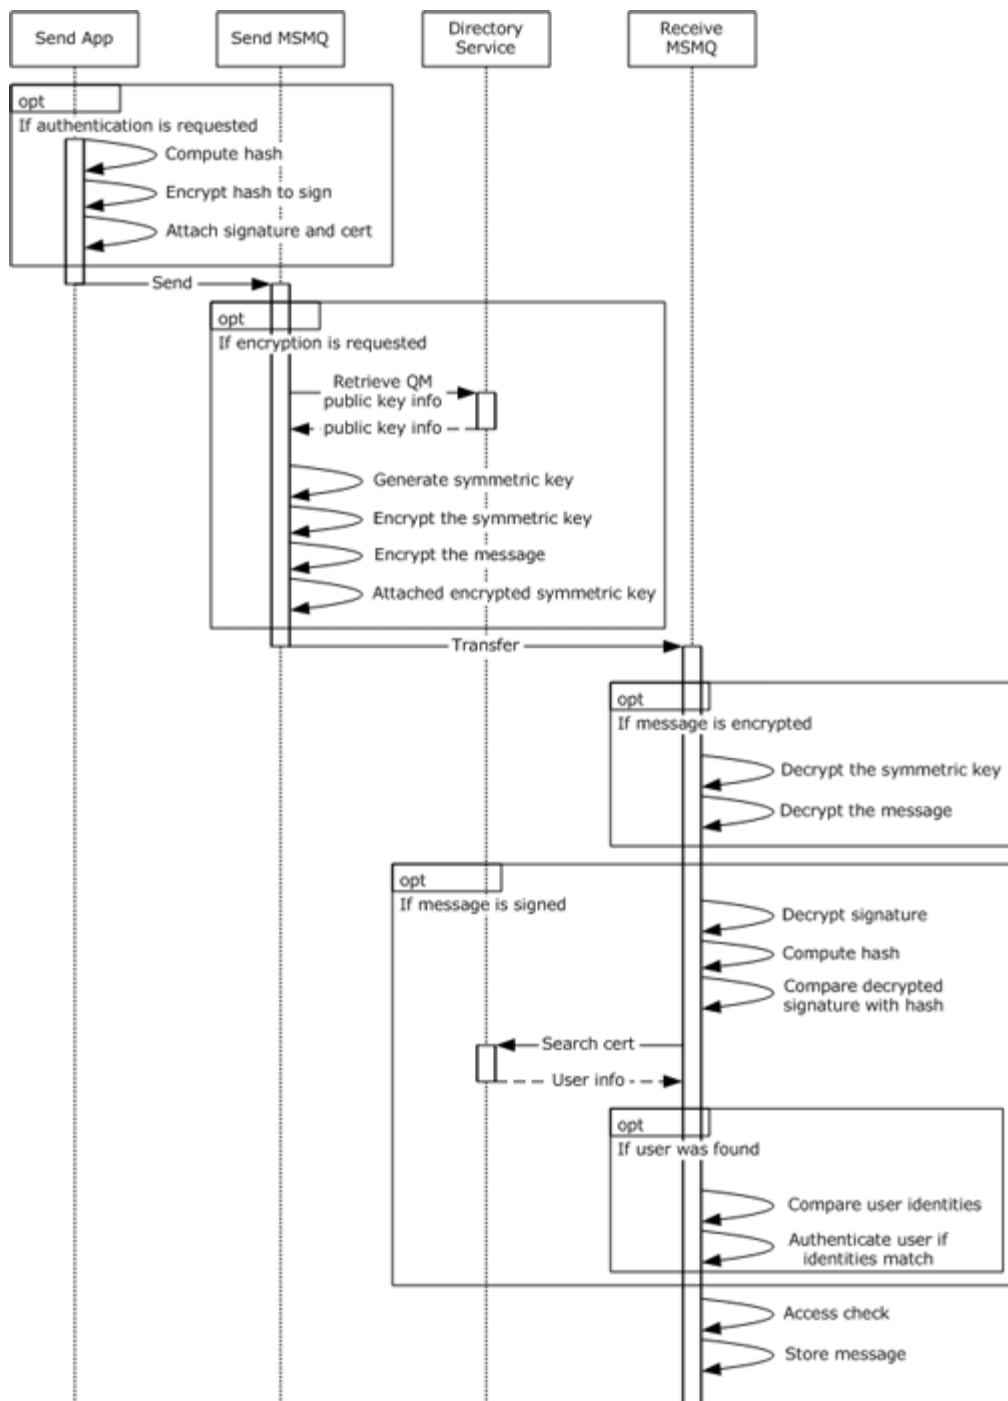 Send App
Send MSMQ
Directory
Service
Receive
MSMQ
opt
If authentication is requested
Compute hash
Encrypt hash to sign
Attach signature and cert
Send
opt
If encryption is requested
Retrieve QM
public key info
public key info
Generate symmetric key
Encrypt the symmetric key
Encrypt the message
Attached encrypted symmetric key
Transfer
opt
If message is encrypted
Decrypt the symmetric key
Decrypt the message
opt
If message is signed
Decrypt signature
Compute hash
Compare decrypted
signature with hash
Search cert
User info
opt
If user was found
Compare user identities
Authenticate user if
identities match
Access check
Store message